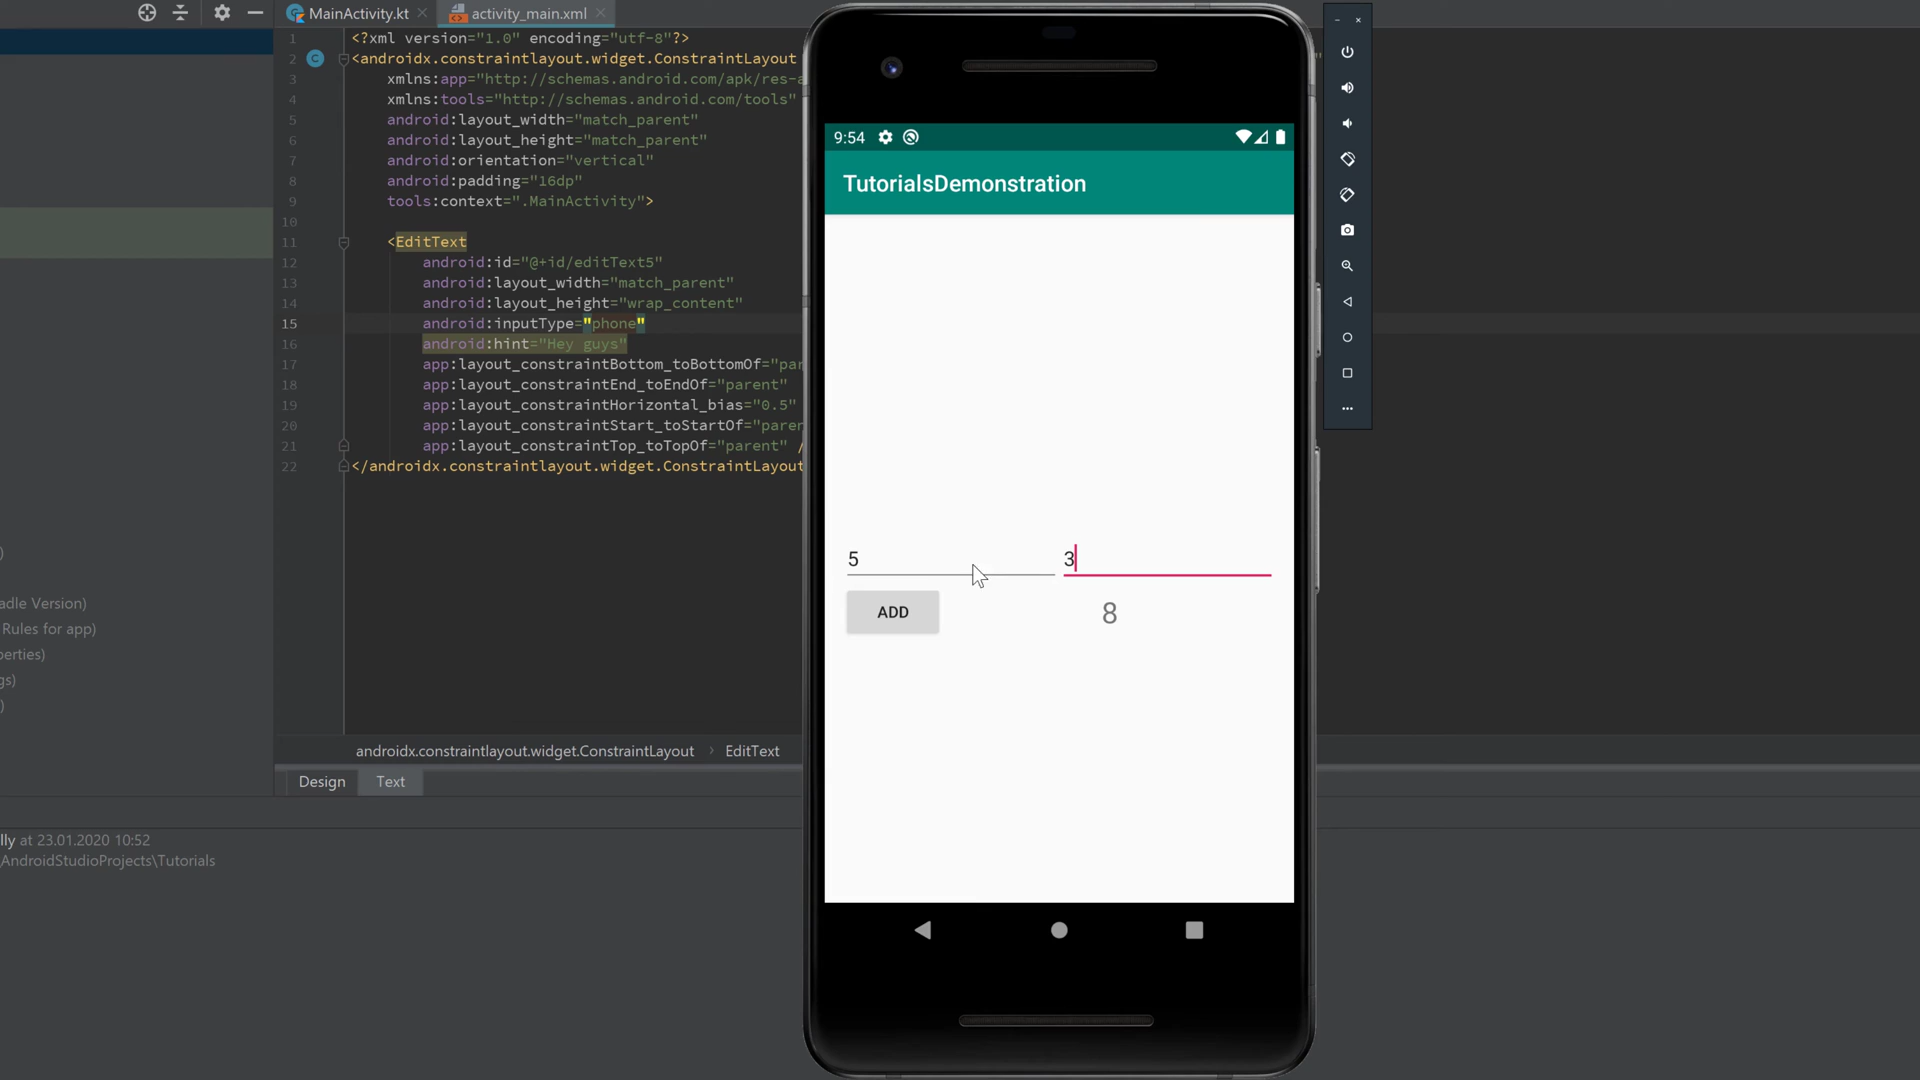 MainActivity.kt
activity_main.xml
1 <?xml version="1.0" encoding="utf-8"?>
2 <androidx.constraintlayout.widget.ConstraintLayout
3 xmlns:app="http://schemas.android.com/apk/res-a
4 xmlns:tools="http://schemas.android.com/tools"
5 android:layout_width="match_parent"
6 android:layout_height="match_parent"
7 android:orientation="vertical"
8 android:padding="16dp"
9 tools:context=".MainActivity">
10
11 <EditText
12 android:id="@+id/editText5"
13 android:layout_width="match_parent"
14 android:layout_height="wrap_content"
15 android:inputType="phone"
16 android:hint="Hey guys"
17 app:layout_constraintBottom_toBottomOf="par
18 app:layout_constraintEnd_toEndOf="parent"
19 app:layout_constraintHorizontal_bias="0.5"
20 app:layout_constraintStart_toStartOf="paren
21 app:layout_constraintTop_toTopOf="parent" /
22 </androidx.constraintlayout.widget.ConstraintLayout
)
adle Version)
Rules for app)
perties)
gs)
)
androidx.constraintlayout.widget.ConstraintLayout › EditText
Design Text
lly at 23.01.2020 10:52
\AndroidStudioProjects\Tutorials
9:54
TutorialsDemonstration
5
3
ADD
8